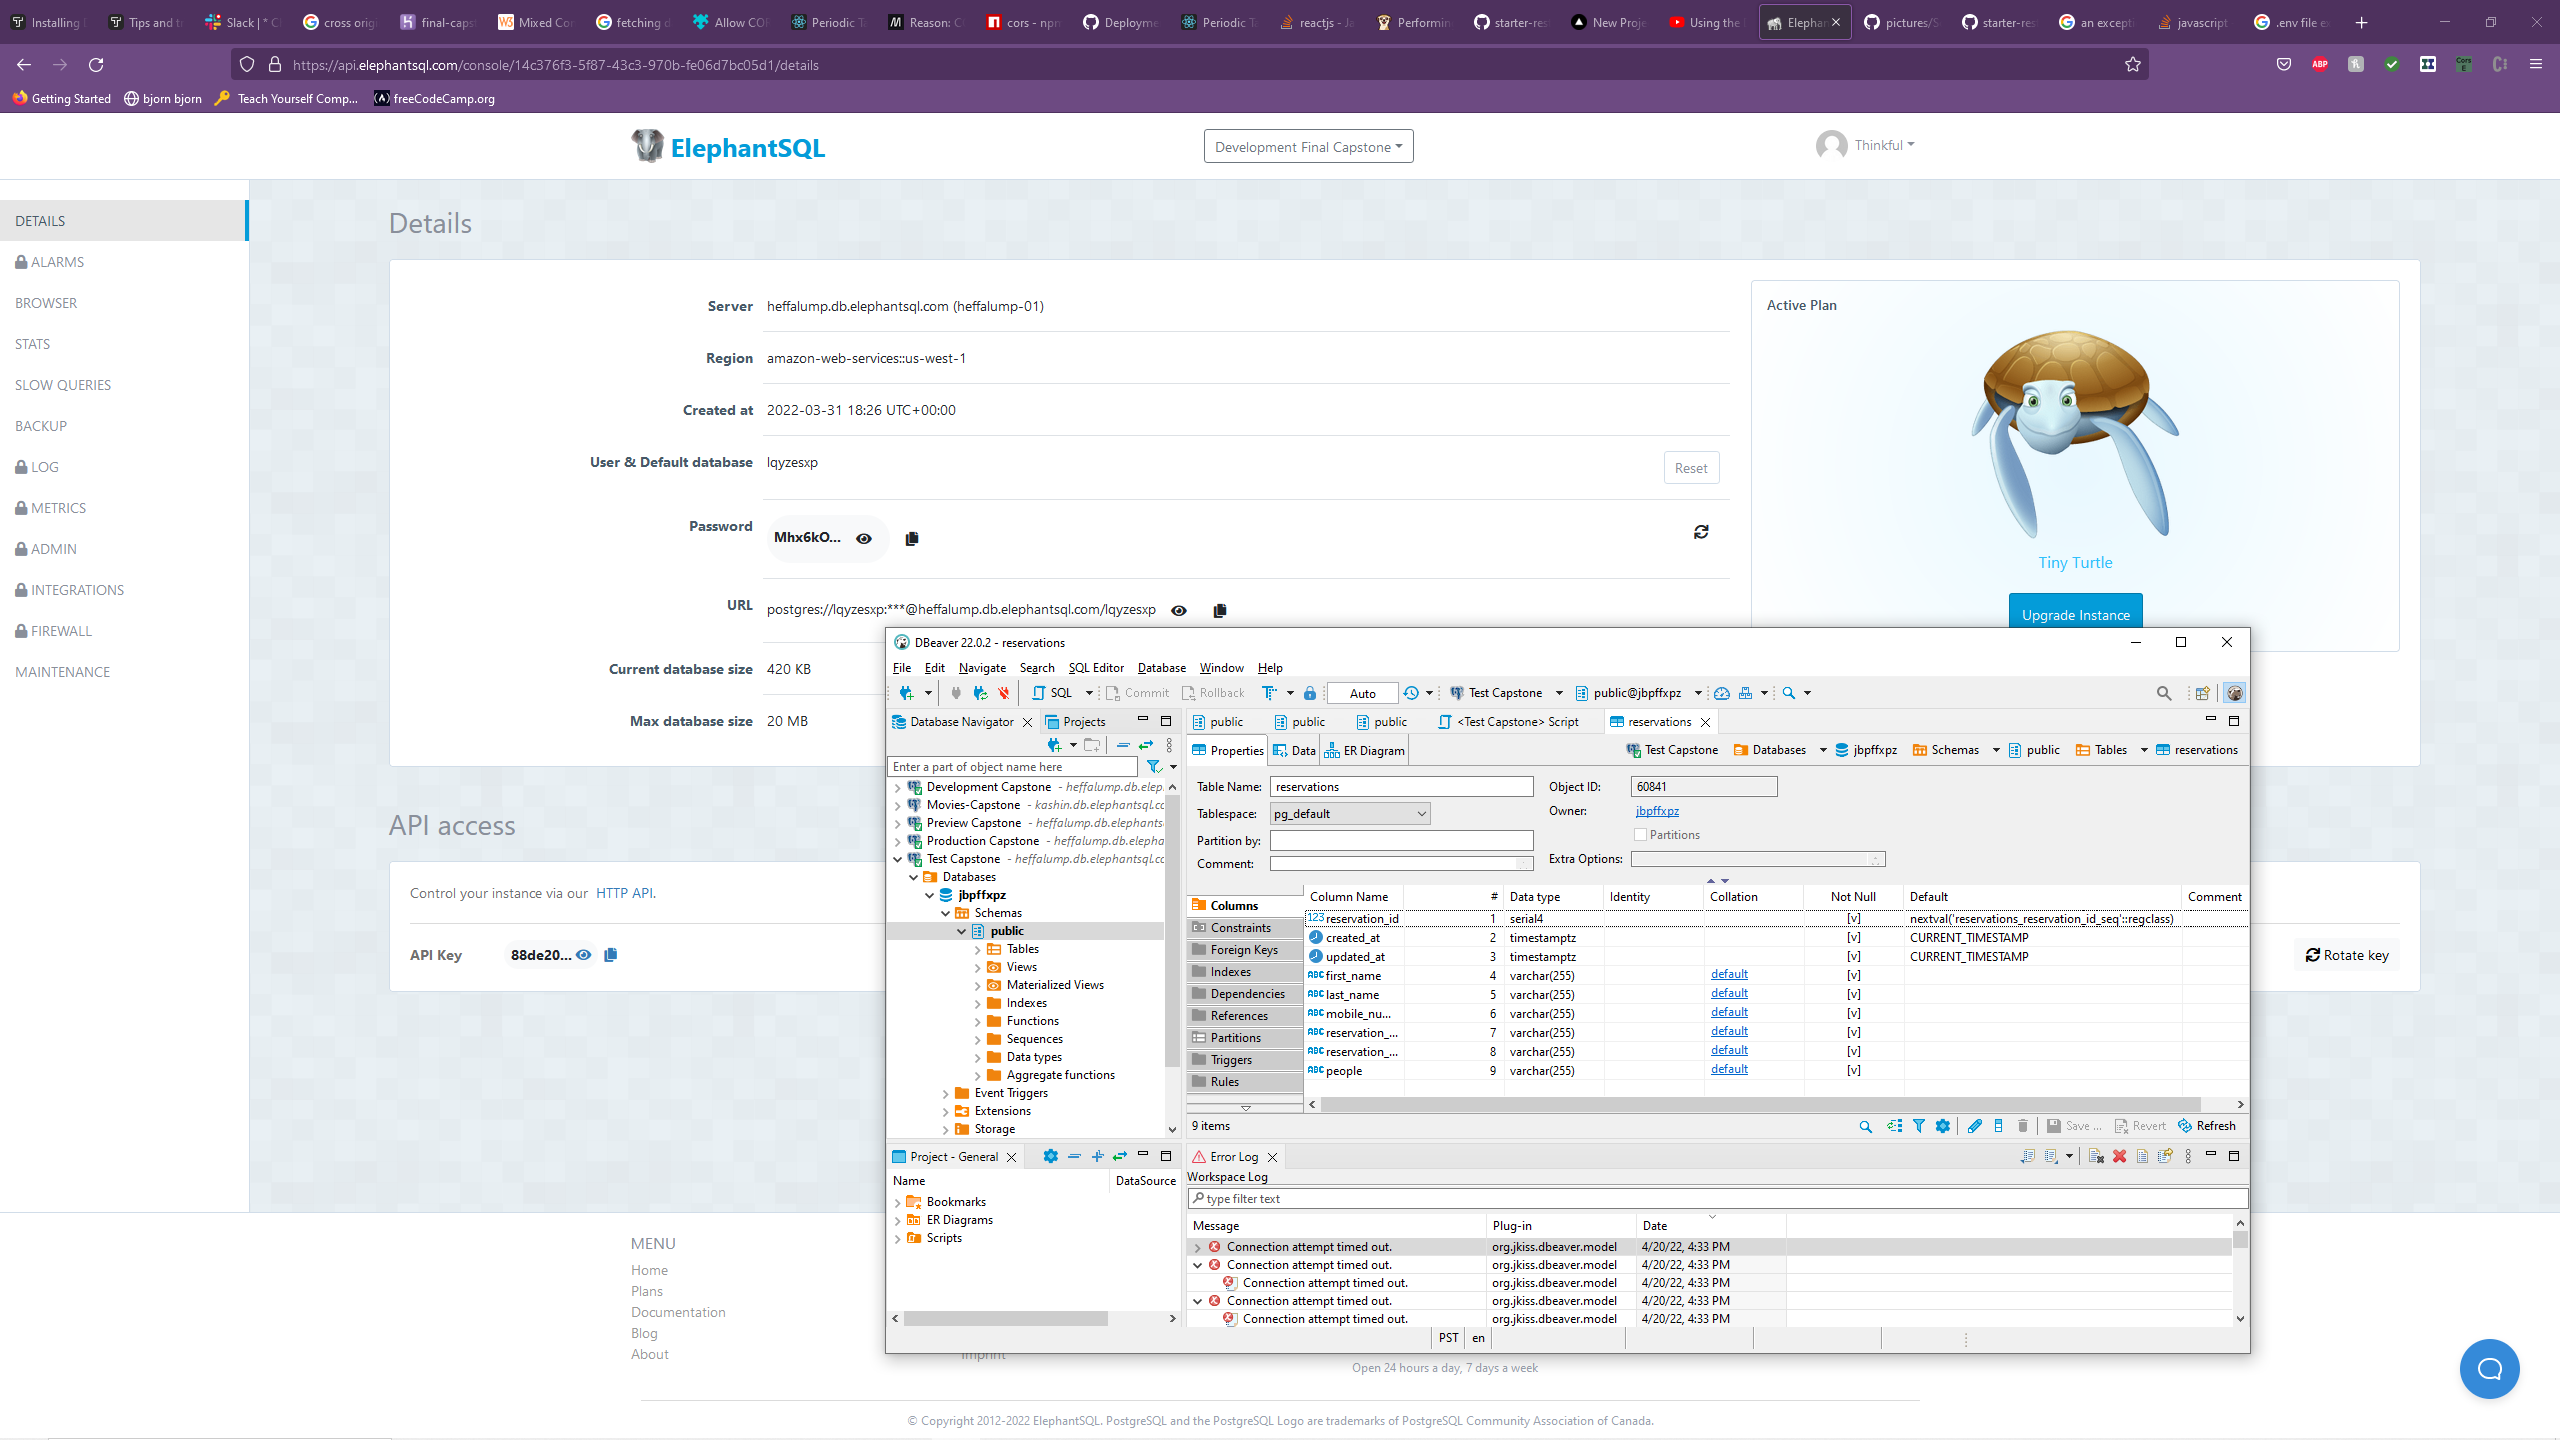 Installing
Tips and tr
Slack | * C
cross orig
final-caps
Mixed Con
fetching d
Allow COR
Periodic T
Reason: C
cors - npm
Deployme
Periodic T
reactjs - Ja
Performin
starter-res
New Proje
Using the
Elephan
pictures/S
starter-res
an excepti
javascript
.env file ex
https://api.elephantsql.com/console/14c376f3-5f87-43c3-970b-fe06d7bc05d1/details
ABP
Getting Started
bjorn bjorn
Teach Yourself Comp...
freeCodeCamp.org
ElephantSQL
Development Final Capstone
Thinkful
DETAILS
ALARMS
BROWSER
STATS
SLOW QUERIES
BACKUP
LOG
METRICS
ADMIN
INTEGRATIONS
FIREWALL
MAINTENANCE
Details
Server heffalump.db.elephantsql.com (heffalump-01)
Region amazon-web-services::us-west-1
Created at 2022-03-31 18:26 UTC+00:00
User & Default database lqyzesxp Reset
Password Mhx6kO...
URL postgres://lqyzesxp:***@heffalump.db.elephantsql.com/lqyzesxp
Current database size 420 KB
Max database size 20 MB
Active Plan
Tiny Turtle
Upgrade Instance
API access
Control your instance via our HTTP API.
API Key 88de20...
Rotate key
DBeaver 22.0.2 - reservations
File Edit Navigate Search SQL Editor Database Window Help
SQL Commit Rollback Auto Test Capstone public@jbpffxpz
Database Navigator Projects
Enter a part of object name here
Development Capstone - heffalump.db.elep
Movies-Capstone - kashin.db.elephantsql.cc
Preview Capstone - heffalump.db.elephants
Production Capstone - heffalump.db.elepha
Test Capstone - heffalump.db.elephantsql.cc
Databases
jbpffxpz
Schemas
public
Tables
Views
Materialized Views
Indexes
Functions
Sequences
Data types
Aggregate functions
Event Triggers
Extensions
Storage
public public public <Test Capstone> Script reservations
Properties Data ER Diagram
Test Capstone Databases jbpffxpz Schemas public Tables reservations
Table Name: reservations
Tablespace: pg_default
Partition by:
Comment:
Object ID: 60841
Owner: jbpffxpz
Partitions
Extra Options:
Columns
Constraints
Foreign Keys
Indexes
Dependencies
References
Partitions
Triggers
Rules
Column Name # Data type Identity Collation Not Null Default Comment
123 reservation_id 1 serial4 [v] nextval('reservations_reservation_id_seq'::regclass)
created_at 2 timestamptz [v] CURRENT_TIMESTAMP
updated_at 3 timestamptz [v] CURRENT_TIMESTAMP
ABC first_name 4 varchar(255) default [v]
ABC last_name 5 varchar(255) default [v]
ABC mobile_nu... 6 varchar(255) default [v]
ABC reservation_... 7 varchar(255) default [v]
ABC reservation_... 8 varchar(255) default [v]
ABC people 9 varchar(255) default [v]
9 items
Save ... Revert Refresh
Project - General
Name DataSource
Bookmarks
ER Diagrams
Scripts
Error Log
Workspace Log
type filter text
Message Plug-in Date
Connection attempt timed out. org.jkiss.dbeaver.model 4/20/22, 4:33 PM
Connection attempt timed out. org.jkiss.dbeaver.model 4/20/22, 4:33 PM
Connection attempt timed out. org.jkiss.dbeaver.model 4/20/22, 4:33 PM
Connection attempt timed out. org.jkiss.dbeaver.model 4/20/22, 4:33 PM
Connection attempt timed out. org.jkiss.dbeaver.model 4/20/22, 4:33 PM
PST en
MENU
Home
Plans
Documentation
Blog
About
Imprint
Open 24 hours a day, 7 days a week
© Copyright 2012-2022 ElephantSQL. PostgreSQL and the PostgreSQL Logo are trademarks of PostgreSQL Community Association of Canada.